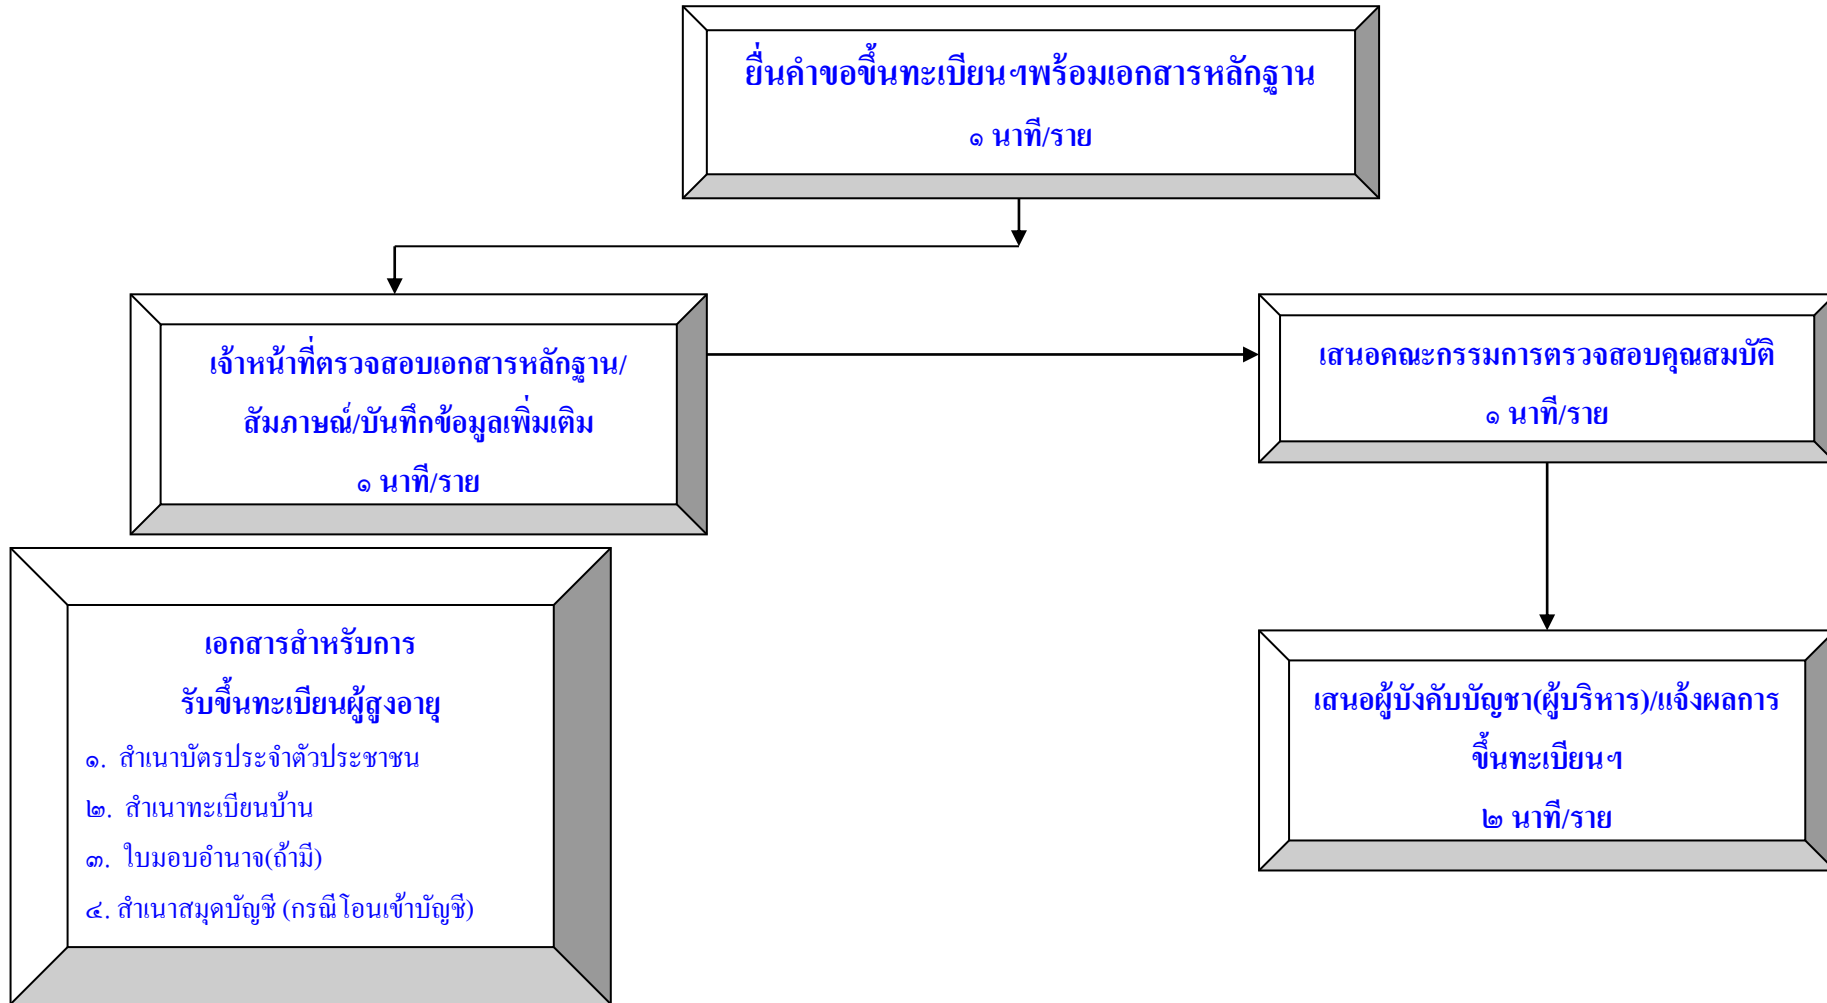 ยื่นคำขอขึ้นทะเบียนฯพร้อมเอกสารหลักฐาน
๑ นาที/ราย
เจ้าหน้าที่ตรวจสอบเอกสารหลักฐาน/
สัมภาษณ์/บันทึกข้อมูลเพิ่มเติม
๑ นาที/ราย
เสนอคณะกรรมการตรวจสอบคุณสมบัติ
๑ นาที/ราย
เอกสารสำหรับการ
รับขึ้นทะเบียนผู้สูงอายุ
๑. สำเนาบัตรประจำตัวประชาชน
๒. สำเนาทะเบียนบ้าน
๓. ใบมอบอำนาจ(ถ้ามี)
๔. สำเนาสมุดบัญชี (กรณีโอนเข้าบัญชี)
เสนอผู้บังคับบัญชา(ผู้บริหาร)/แจ้งผลการ
ขึ้นทะเบียนฯ
๒ นาที/ราย